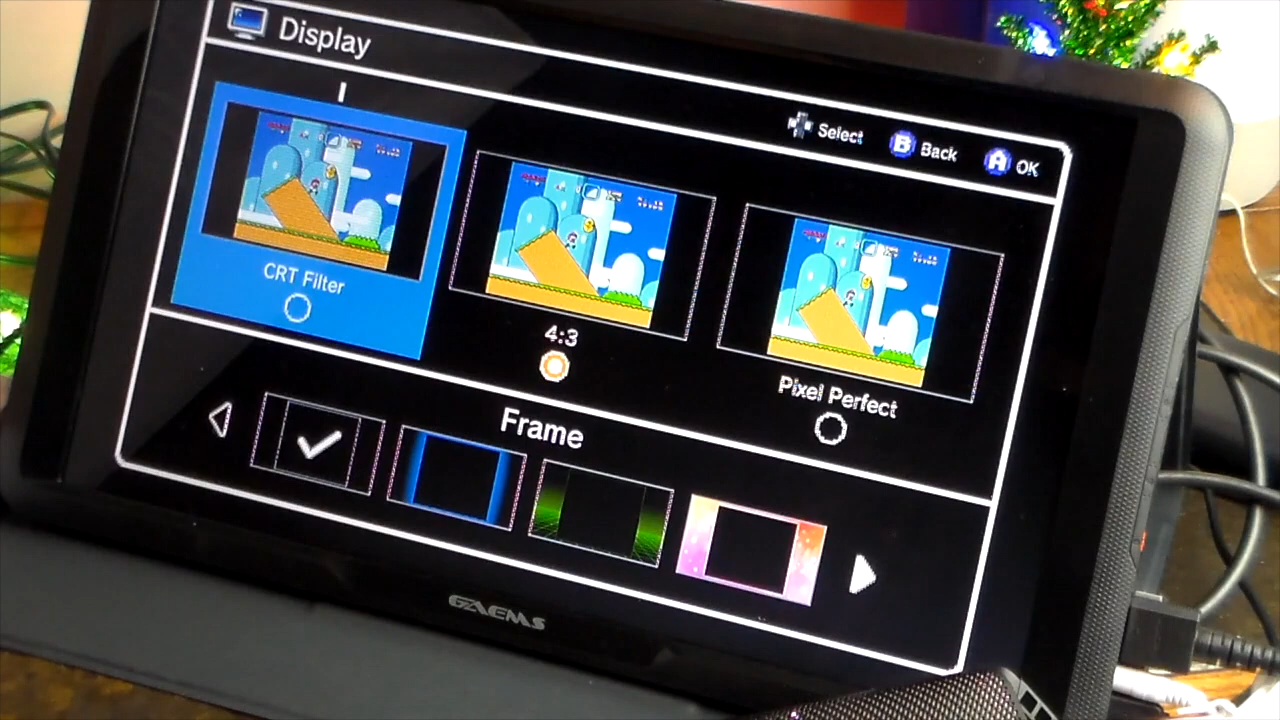 Display
Select B Back A OK
CRT Filter
4:3
Pixel Perfect
Frame
GAEMS